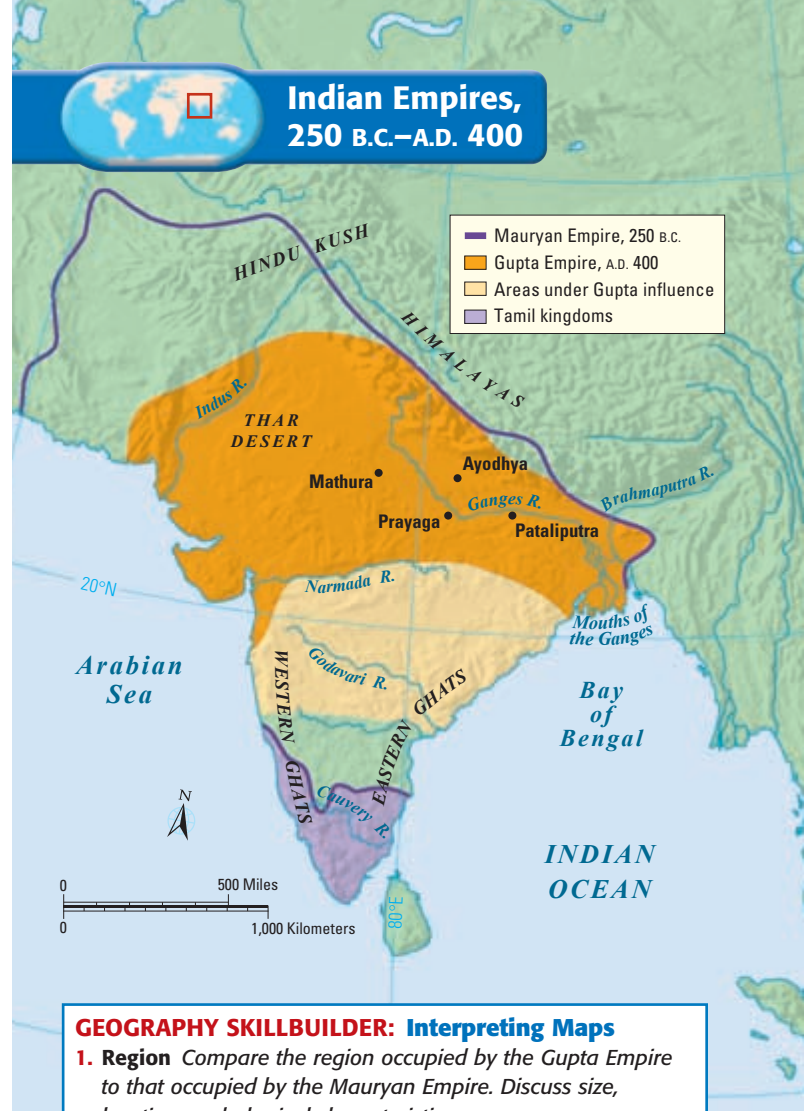 Indian Empires,
250 B.C.–A.D. 400
Mauryan Empire, 250 B.C.
Gupta Empire, A.D. 400
Areas under Gupta influence
Tamil kingdoms
HINDU KUSH
HIMALAYAS
Indus R.
THAR
DESERT
Mathura
Ayodhya
Ganges R.
Brahmaputra R.
Prayaga
Pataliputra
20°N
Narmada R.
Mouths of
the Ganges
Arabian
Sea
WESTERN GHATS
Godavari R.
EASTERN GHATS
Bay
of
Bengal
Cauvery R.
N
INDIAN
OCEAN
0
500 Miles
0
1,000 Kilometers
80°E
GEOGRAPHY SKILLBUILDER: Interpreting Maps
1. Region Compare the region occupied by the Gupta Empire
to that occupied by the Mauryan Empire. Discuss size,